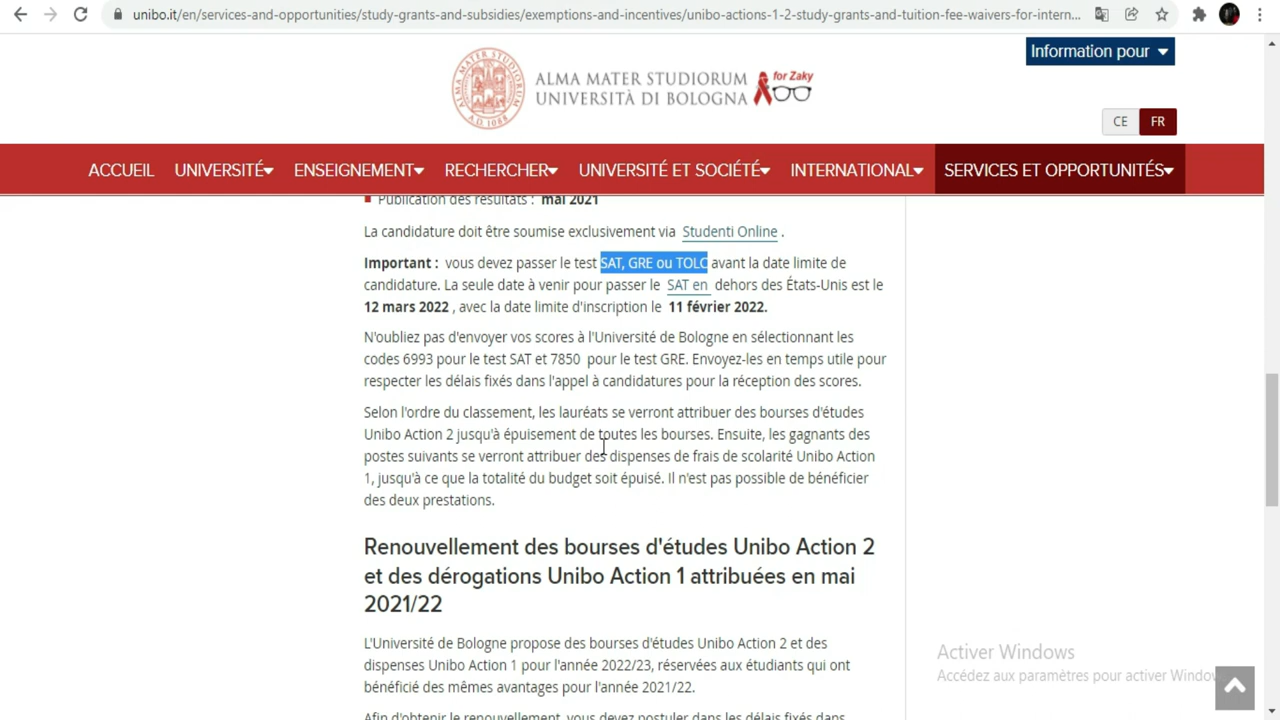 unibo.it/en/services-and-opportunities/study-grants-and-subsidies/exemptions-and-incentives/unibo-actions-1-2-study-grants-and-tuition-fee-waivers-for-intern...
Information pour
ALMA MATER STUDIORUM
UNIVERSITÀ DI BOLOGNA
for Zaky
CE FR
ACCUEIL UNIVERSITÉ ENSEIGNEMENT RECHERCHER UNIVERSITÉ ET SOCIÉTÉ INTERNATIONAL SERVICES ET OPPORTUNITÉS
Publication des résultats : mai 2021
La candidature doit être soumise exclusivement via Studenti Online .
Important : vous devez passer le test SAT, GRE ou TOLC avant la date limite de
candidature. La seule date à venir pour passer le SAT en dehors des États-Unis est le
12 mars 2022 , avec la date limite d'inscription le 11 février 2022.
N'oubliez pas d'envoyer vos scores à l'Université de Bologne en sélectionnant les
codes 6993 pour le test SAT et 7850 pour le test GRE. Envoyez-les en temps utile pour
respecter les délais fixés dans l'appel à candidatures pour la réception des scores.
Selon l'ordre du classement, les lauréats se verront attribuer des bourses d'études
Unibo Action 2 jusqu'à épuisement de toutes les bourses. Ensuite, les gagnants des
postes suivants se verront attribuer des dispenses de frais de scolarité Unibo Action
1, jusqu'à ce que la totalité du budget soit épuisé. Il n'est pas possible de bénéficier
des deux prestations.
Renouvellement des bourses d'études Unibo Action 2
et des dérogations Unibo Action 1 attribuées en mai
2021/22
L'Université de Bologne propose des bourses d'études Unibo Action 2 et des
dispenses Unibo Action 1 pour l'année 2022/23, réservées aux étudiants qui ont
bénéficié des mêmes avantages pour l'année 2021/22.
Afin d'obtenir le renouvellement, vous devez postuler dans les délais fixés dans
Activer Windows
Accédez aux paramètres pour activer Windows